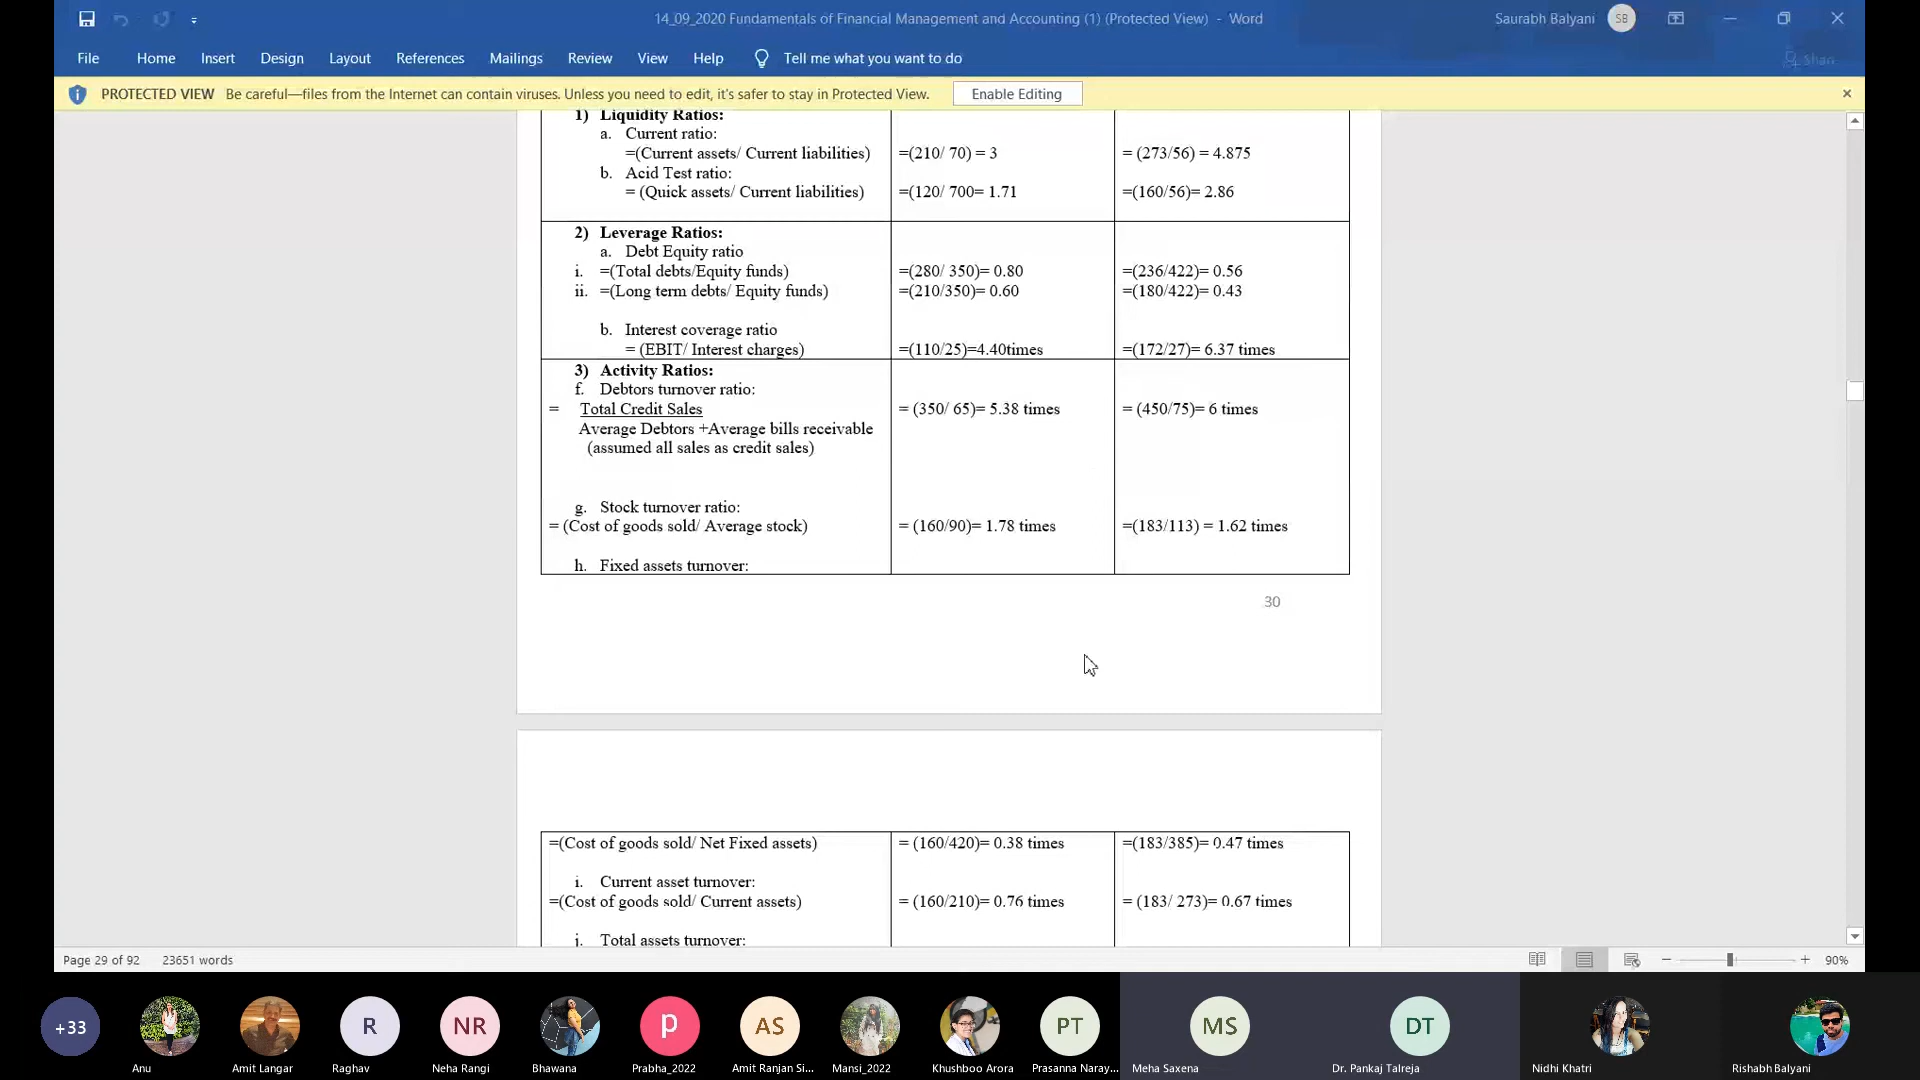 14_09_2020 Fundamentals of Financial Management and Accounting (1) (Protected View) - Word
Saurabh Balyani SB
File Home Insert Design Layout References Mailings Review View Help Tell me what you want to do Share
PROTECTED VIEW Be careful—files from the Internet can contain viruses. Unless you need to edit, it's safer to stay in Protected View. Enable Editing
1) Liquidity Ratios:
a. Current ratio:
=(Current assets/ Current liabilities) =(210/ 70) = 3 = (273/56) = 4.875
b. Acid Test ratio:
= (Quick assets/ Current liabilities) =(120/ 700= 1.71 =(160/56)= 2.86
2) Leverage Ratios:
a. Debt Equity ratio
i. =(Total debts/Equity funds) =(280/ 350)= 0.80 =(236/422)= 0.56
ii. =(Long term debts/ Equity funds) =(210/350)= 0.60 =(180/422)= 0.43
b. Interest coverage ratio
= (EBIT/ Interest charges) =(110/25)=4.40times =(172/27)= 6.37 times
3) Activity Ratios:
f. Debtors turnover ratio:
= Total Credit Sales = (350/ 65)= 5.38 times = (450/75)= 6 times
Average Debtors +Average bills receivable
(assumed all sales as credit sales)
g. Stock turnover ratio:
= (Cost of goods sold/ Average stock) = (160/90)= 1.78 times =(183/113) = 1.62 times
h. Fixed assets turnover:
30
=(Cost of goods sold/ Net Fixed assets) = (160/420)= 0.38 times =(183/385)= 0.47 times
i. Current asset turnover:
=(Cost of goods sold/ Current assets) = (160/210)= 0.76 times = (183/ 273)= 0.67 times
j. Total assets turnover:
Page 29 of 92 23651 words 90%
+33 R NR p AS PT MS DT
Anu Amit Langar Raghav Neha Rangi Bhawana Prabha_2022 Amit Ranjan Si... Mansi_2022 Khushboo Arora Prasanna Naray... Meha Saxena Dr. Pankaj Talreja Nidhi Khatri Rishabh Balyani